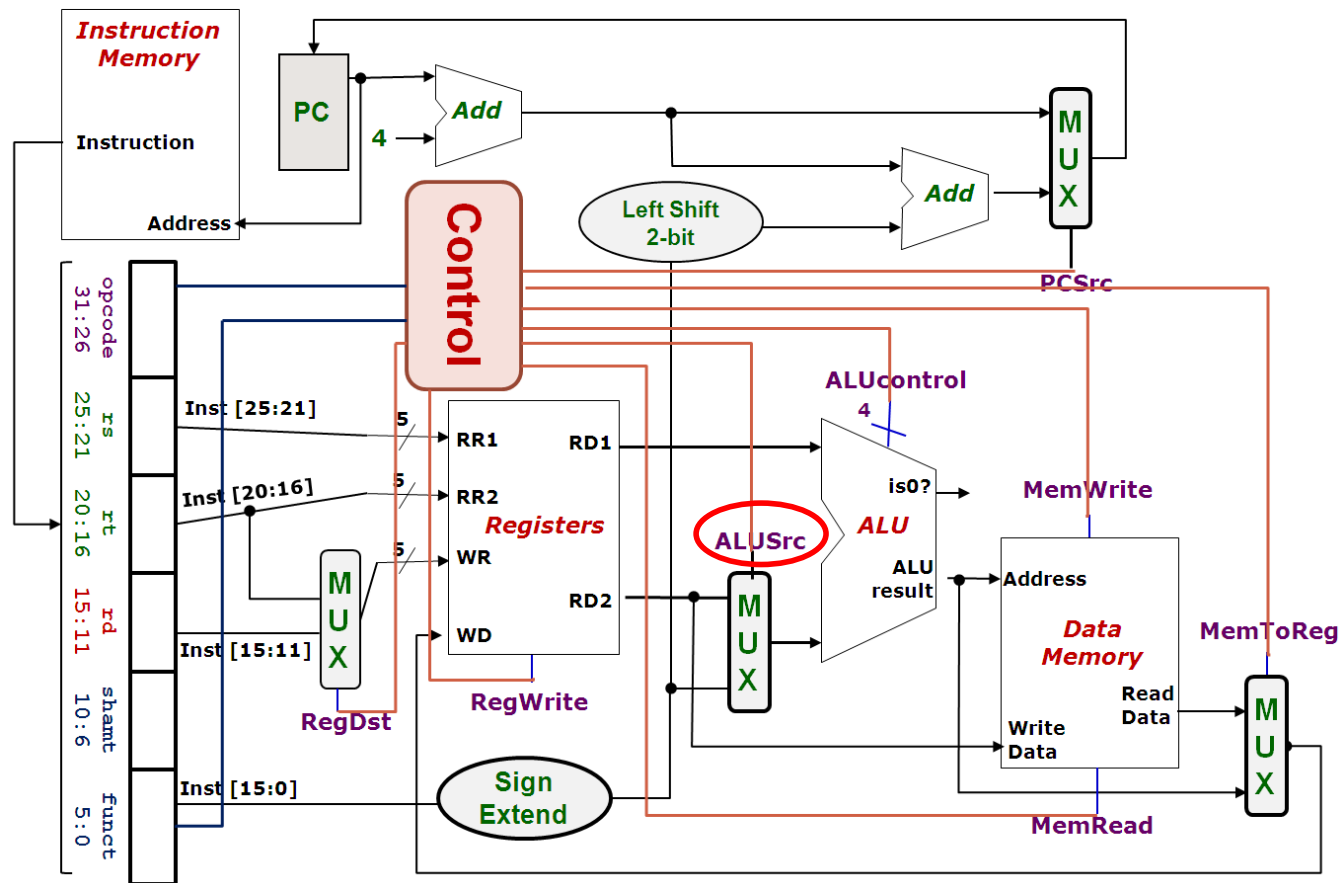 Instruction
Memory
Instruction
Address
PC
4
Add
Add
M
U
X
Left Shift
2-bit
PCSrc
Control
opcode
31:26
rs
25:21
rt
20:16
rd
15:11
shamt
10:6
funct
5:0
Inst [25:21]
5
Inst [20:16]
5
5
M
U
X
Inst [15:11]
RegDst
Inst [15:0]
RR1
RR2
WR
WD
Registers
RD1
RD2
RegWrite
Sign
Extend
ALUcontrol
4
ALUSrc
M
U
X
is0?
ALU
ALU
result
MemWrite
Address
Data
Memory
Read
Data
Write
Data
MemRead
MemToReg
M
U
X